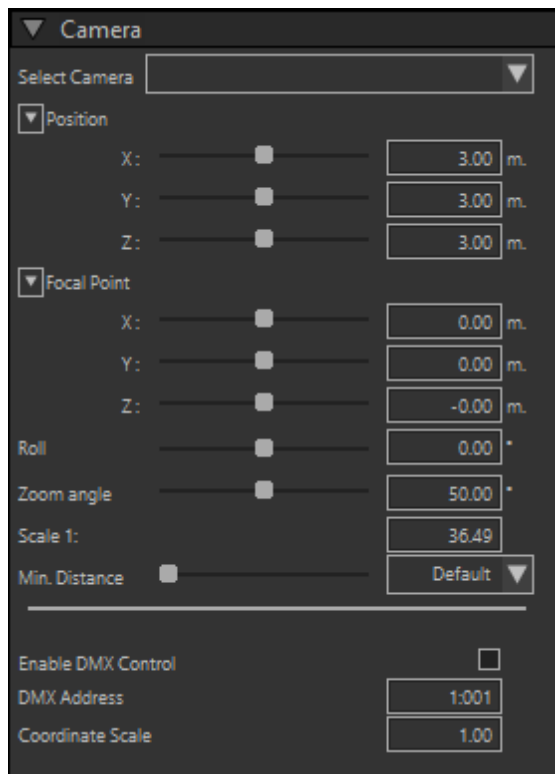 Camera
Select Camera
Position
X: 3.00 m.
Y: 3.00 m.
Z: 3.00 m.
Focal Point
X: 0.00 m.
Y: 0.00 m.
Z: -0.00 m.
Roll 0.00 °
Zoom angle 50.00 °
Scale 1: 36.49
Min. Distance Default
Enable DMX Control
DMX Address 1:001
Coordinate Scale 1.00